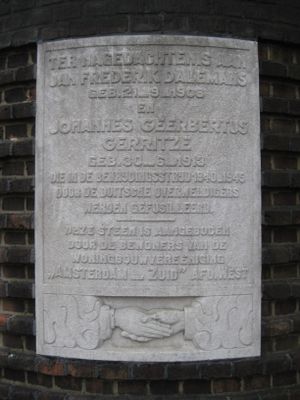 TER NAGEDACHTENIS AAN
JAN FREDERIK DALEMANS
GEB. 21-9-1908
EN
JOHANNES GEERBERTUS
GERRITZE
GEB. 30-6-1913
DIE IN DE BEVRIJDINGSSTRIJD 1940-1945
DOOR DE DUITSCHE OVERWELDIGERS
WERDEN GEFUSILLEERD.
DEZE STEEN IS AANGEBODEN
DOOR DE BEWONERS VAN DE
WONINGBOUWVEREENIGING
„AMSTERDAM-ZUID” AFD. WEST